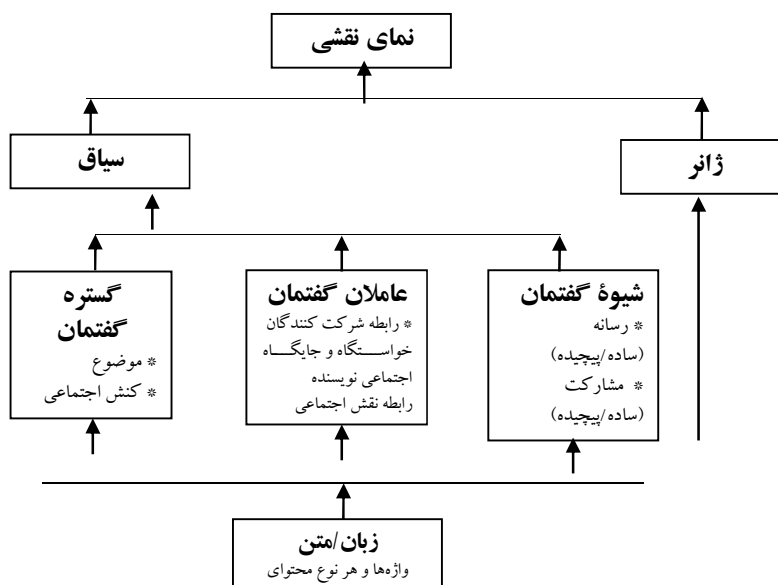 نمای نقشی
ژانر
سیاق
شیوۀ گفتمان
* رسانه
(ساده/پیچیده)
* مشارکت
(ساده/پیچیده)
عاملان گفتمان
* رابطه شرکت کنندگان
خواستگاه و جایگاه
اجتماعی نویسنده
رابطه نقش اجتماعی
گستره
گفتمان
* موضوع
* کنش اجتماعی
زبان/متن
واژه‌ها و هر نوع محتوای